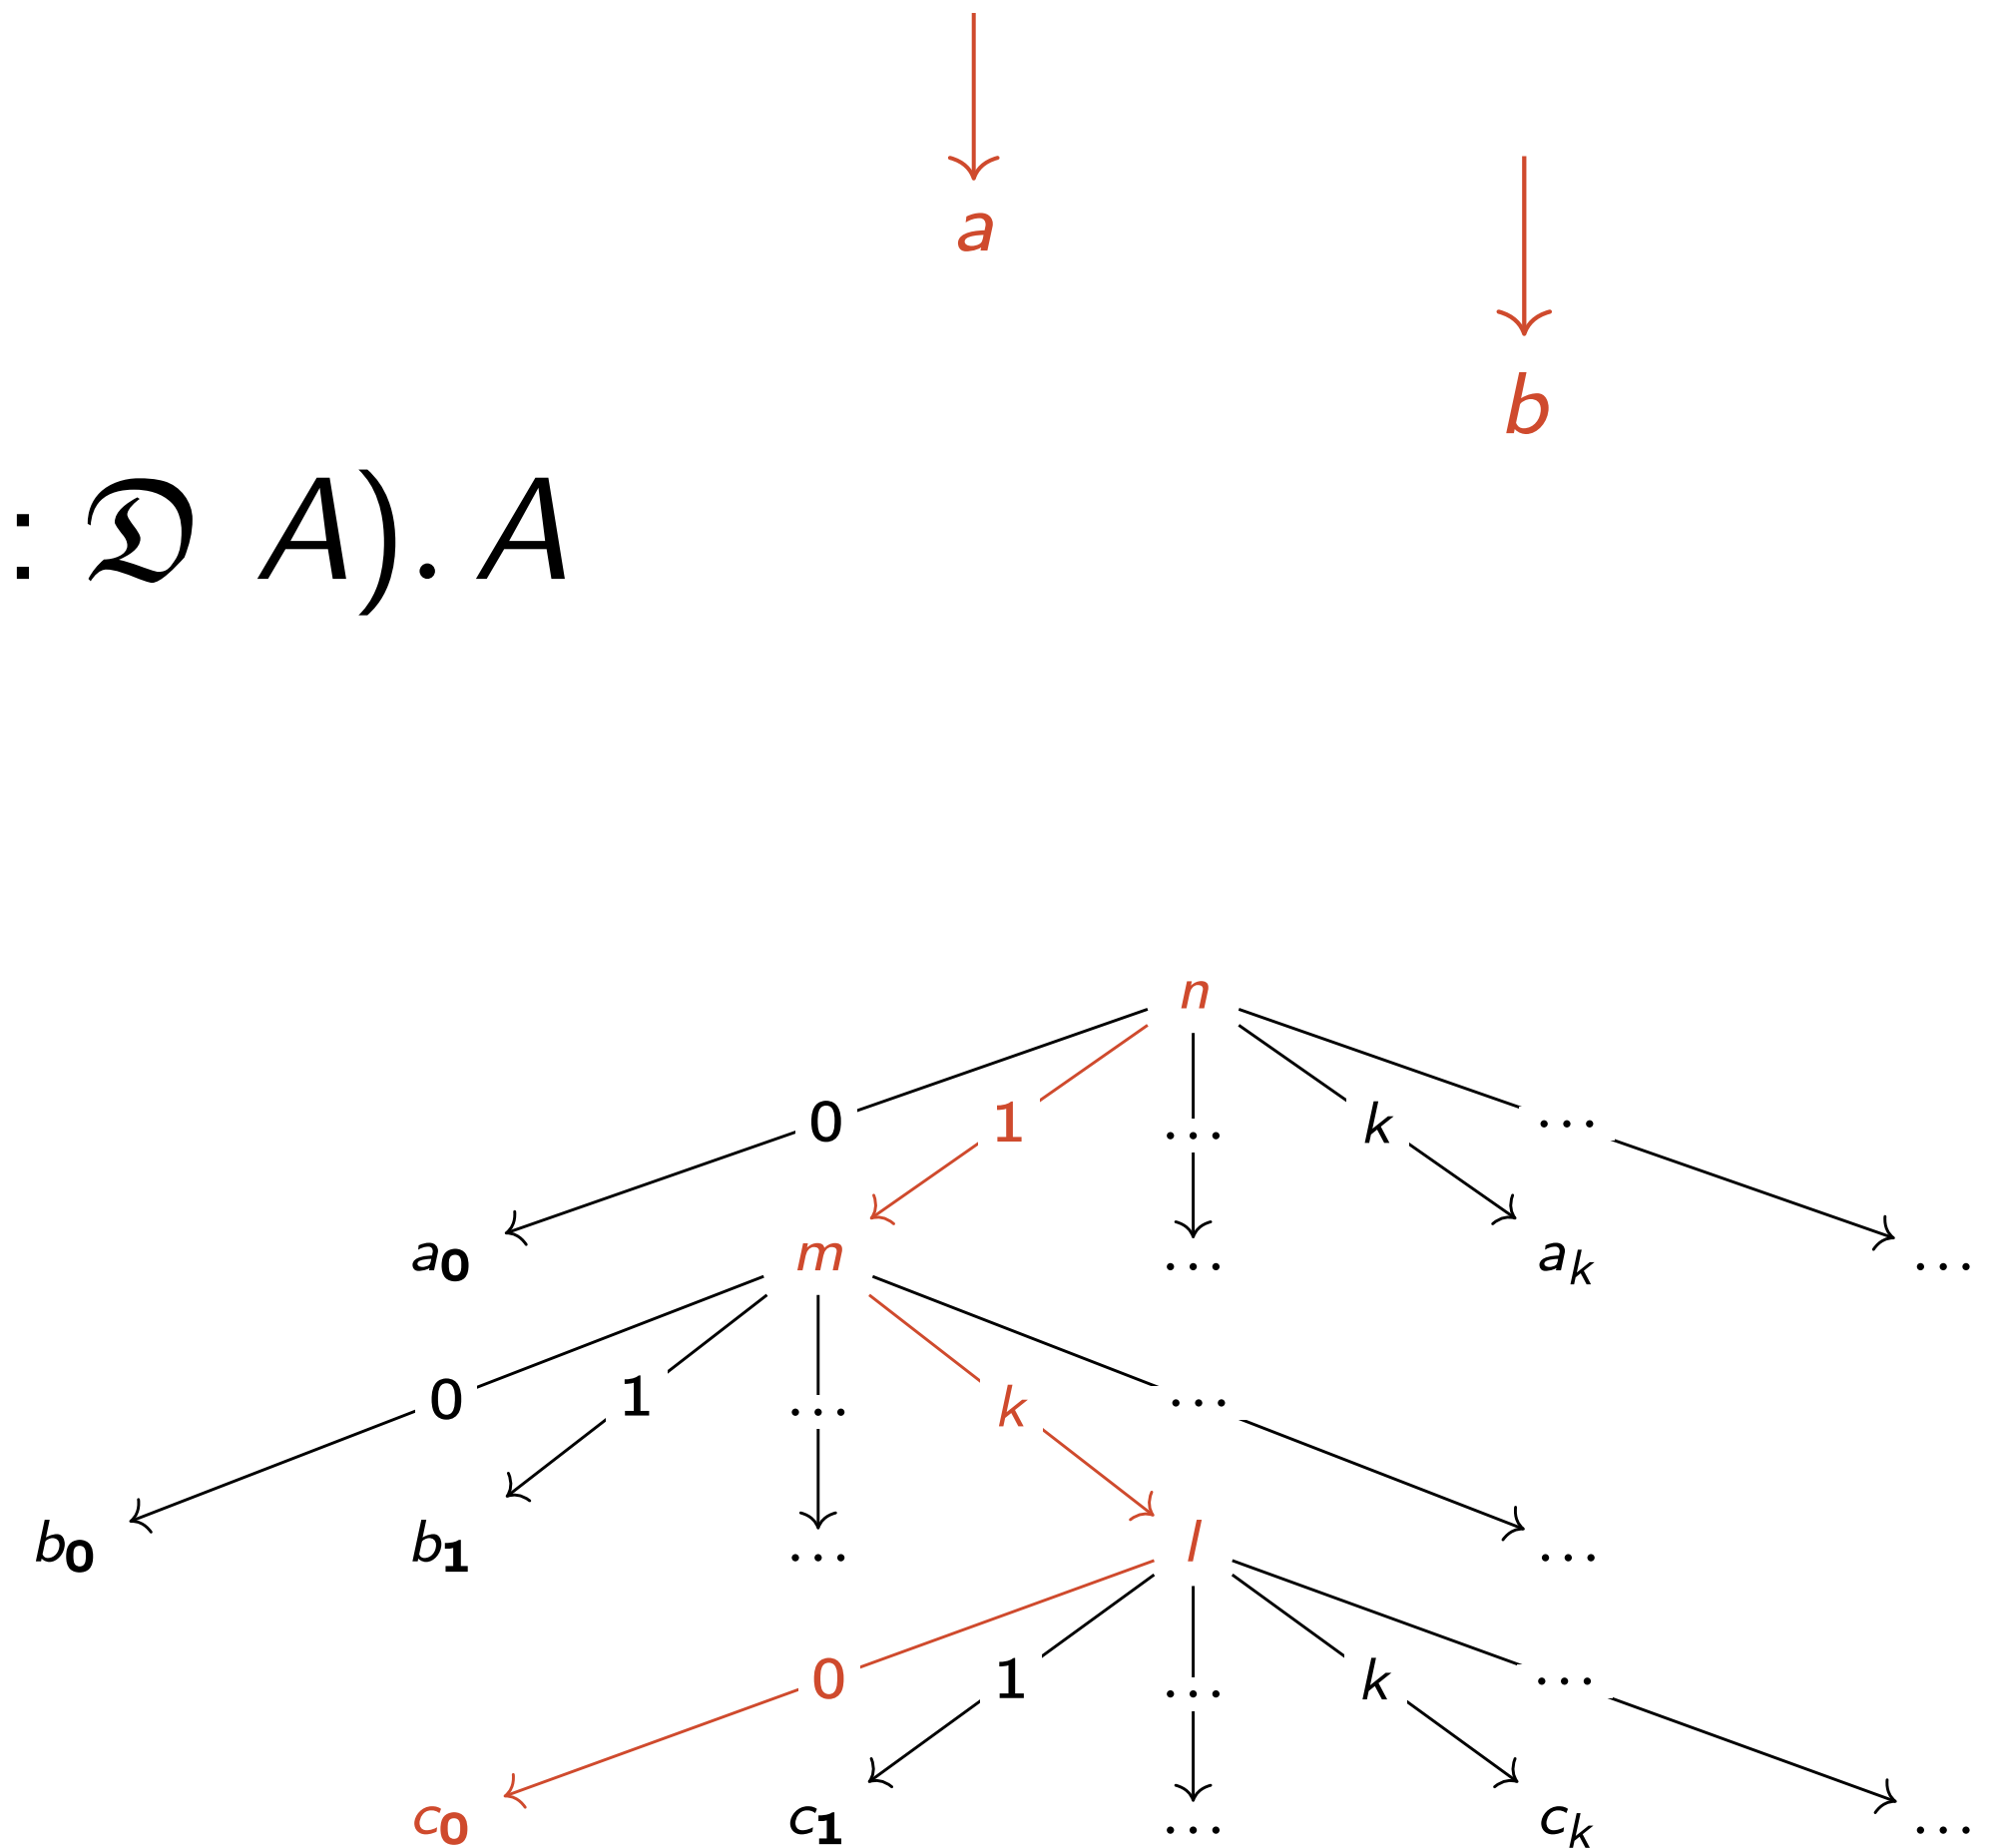 a
b
: 𝔇 A). A
n
0 1 ... k ...
a₀ m ... aₖ ...
0 1 ... k ...
b₀ b₁ ... l ...
0 1 ... k ...
c₀ c₁ ... cₖ ...